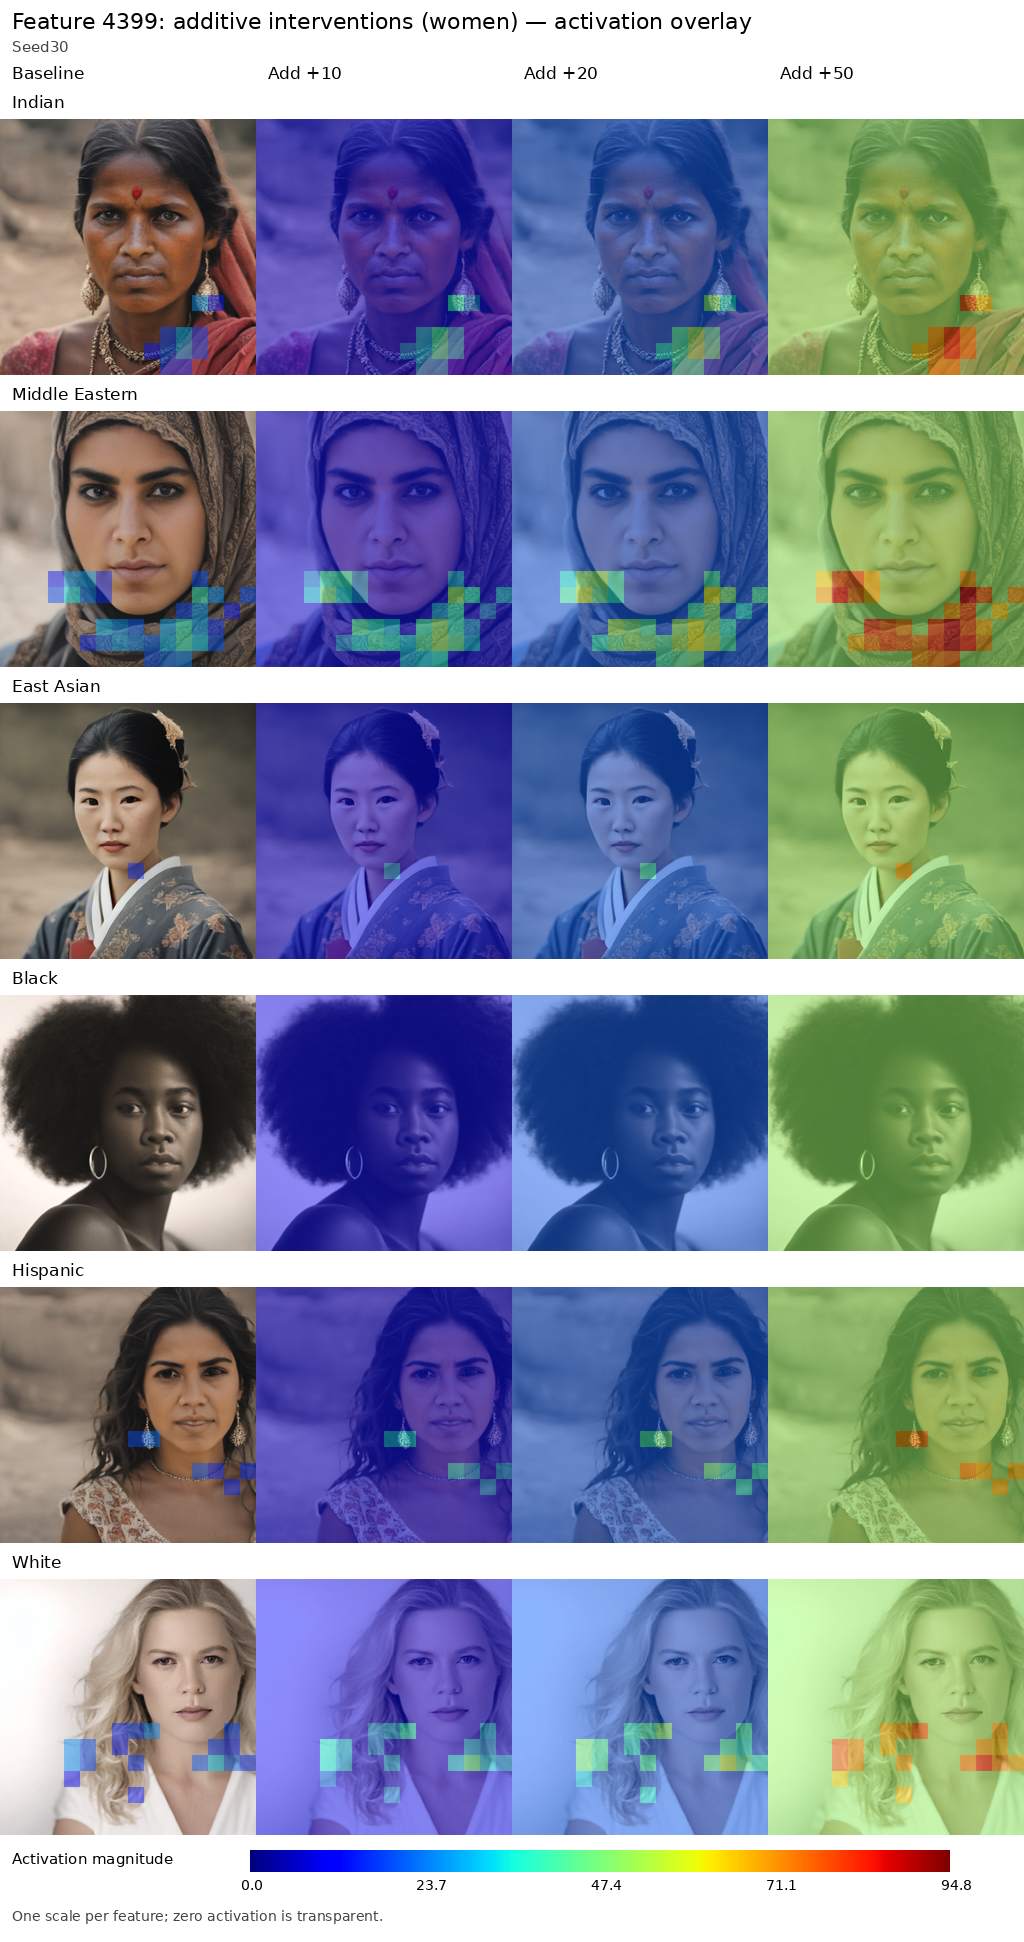 Feature 4399: additive interventions (women) — activation overlay
Seed30
Baseline Add +10 Add +20 Add +50
Indian
Middle Eastern
East Asian
Black
Hispanic
White
Activation magnitude
0.0 23.7 47.4 71.1 94.8
One scale per feature; zero activation is transparent.